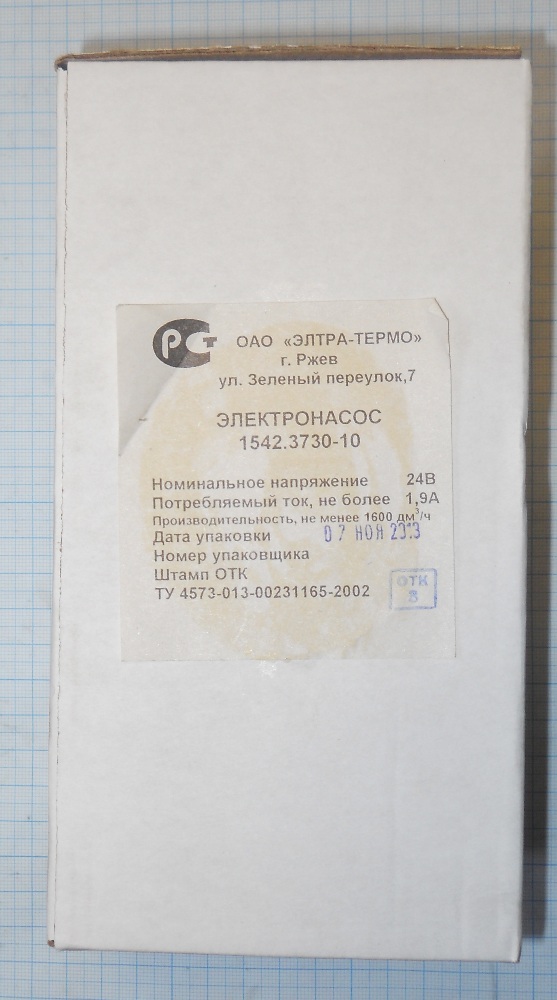 РСТ
ОАО «ЭЛТРА-ТЕРМО»
г. Ржев
ул. Зеленый переулок,7
ЭЛЕКТРОНАСОС
1542.3730-10
Номинальное напряжение 24В
Потребляемый ток, не более 1,9А
Производительность, не менее 1600 дм³/ч
Дата упаковки 07 НОЯ
Номер упаковщика
Штамп ОТК
ТУ 4573-013-00231165-2002
ОТК